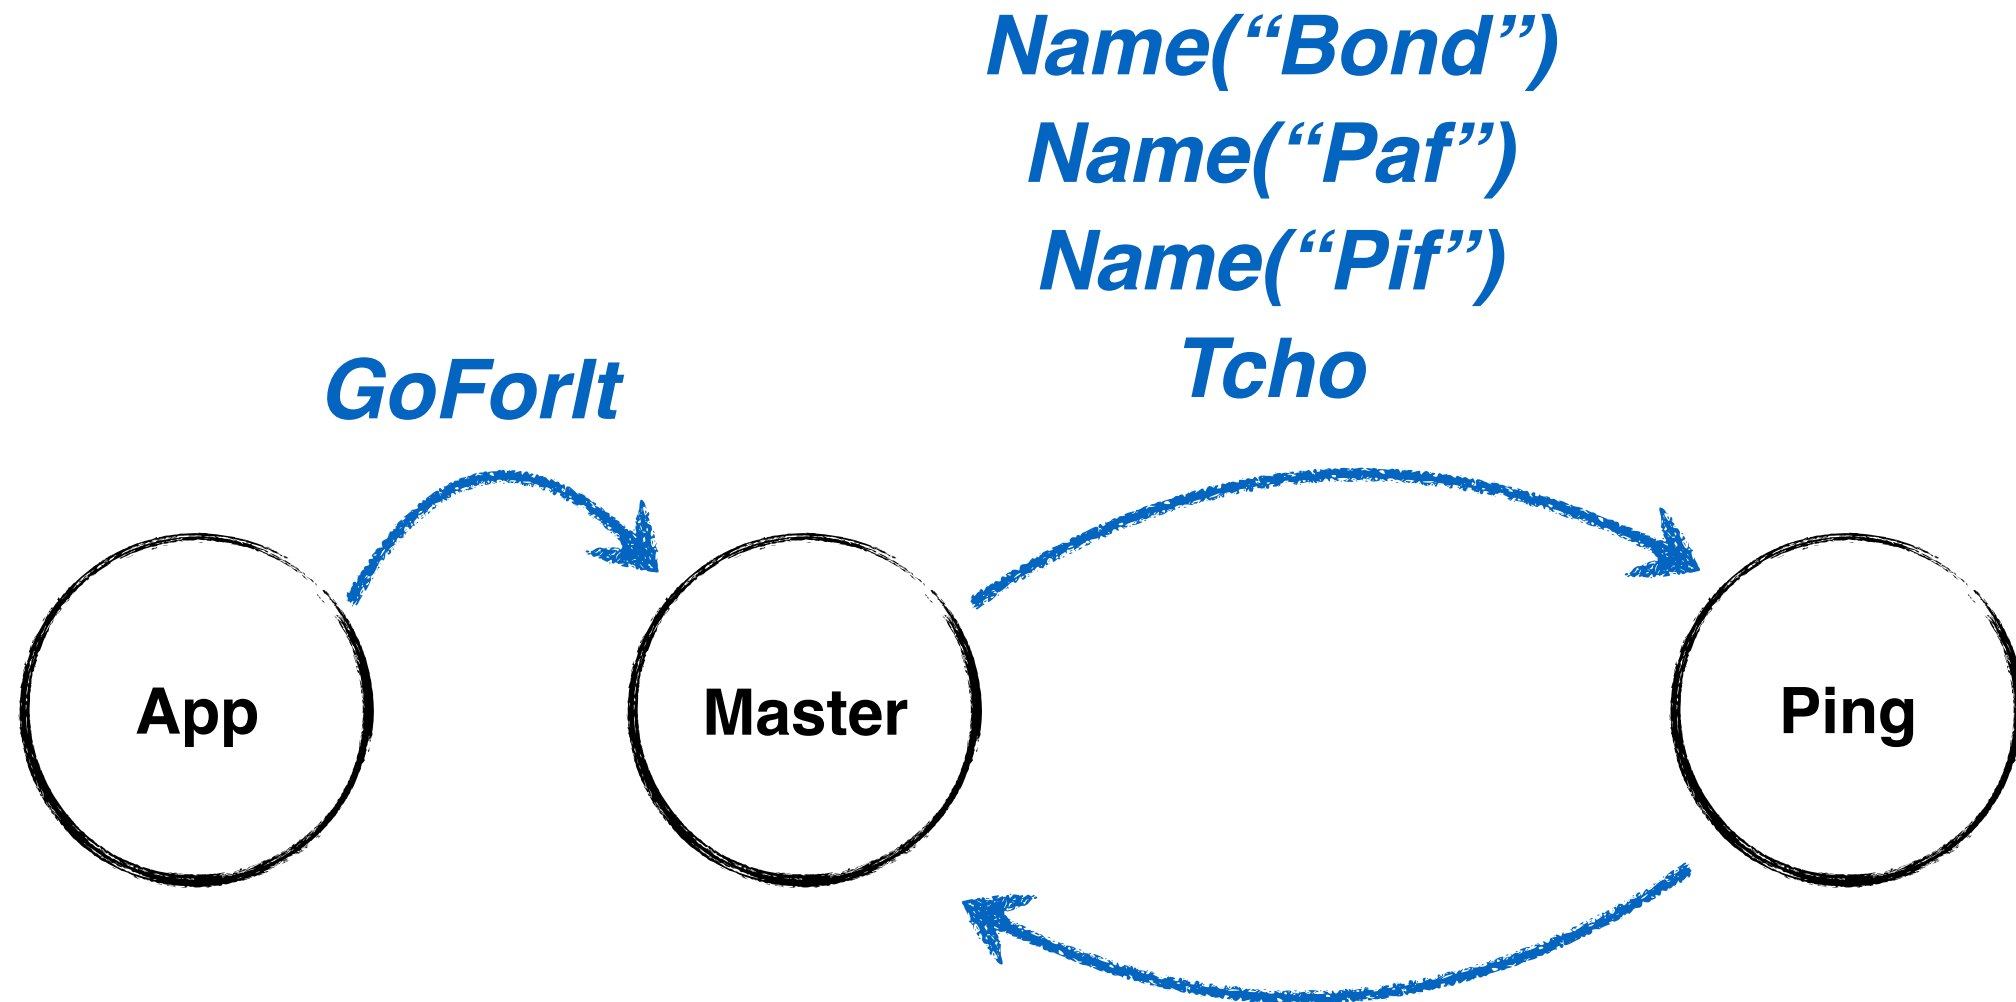 Name(“Bond”)
Name(“Paf”)
Name(“Pif”)
Tcho
GoForIt
App
Master
Ping